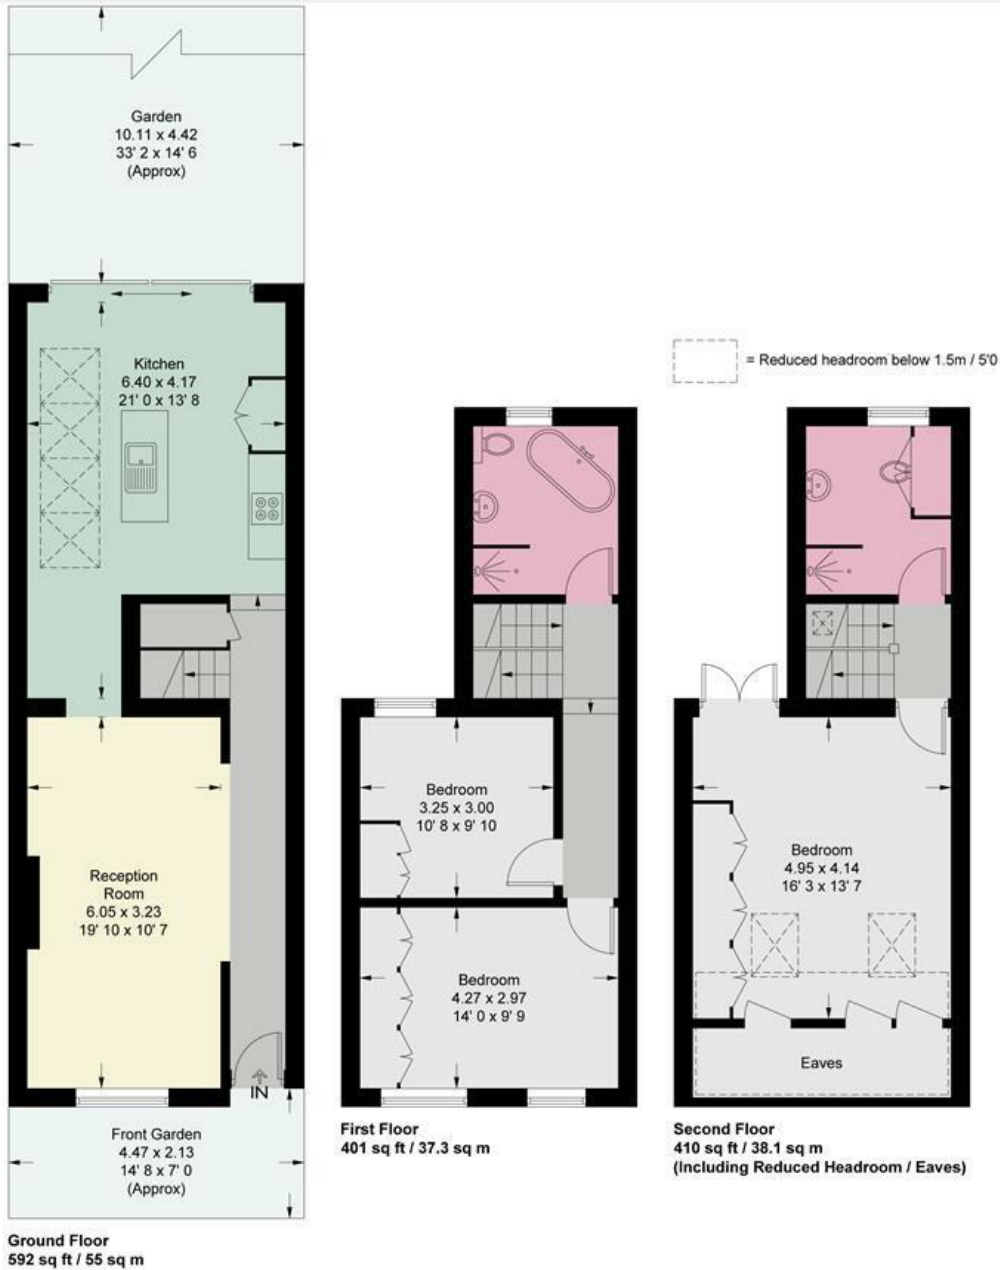 Garden
10.11 x 4.42
33' 2 x 14' 6
(Approx)
Kitchen
6.40 x 4.17
21' 0 x 13' 8
Reception
Room
6.05 x 3.23
19' 10 x 10' 7
IN
Front Garden
4.47 x 2.13
14' 8 x 7' 0
(Approx)
Ground Floor
592 sq ft / 55 sq m
Bedroom
3.25 x 3.00
10' 8 x 9' 10
Bedroom
4.27 x 2.97
14' 0 x 9' 9
First Floor
401 sq ft / 37.3 sq m
= Reduced headroom below 1.5m / 5'0
Bedroom
4.95 x 4.14
16' 3 x 13' 7
Eaves
Second Floor
410 sq ft / 38.1 sq m
(Including Reduced Headroom / Eaves)